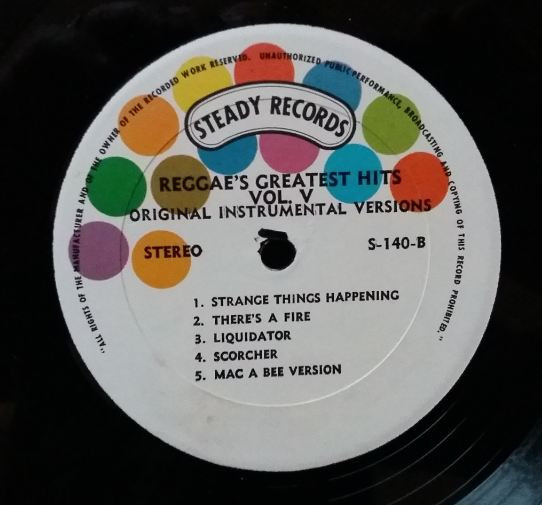 "ALL RIGHTS OF THE MANUFACTURER AND OF THE OWNER OF THE RECORDED WORK RESERVED. UNAUTHORIZED PUBLIC PERFORMANCE, BROADCASTING AND COPYING OF THIS RECORD PROHIBITED."
STEADY RECORDS
REGGAE'S GREATEST HITS
VOL. V
ORIGINAL INSTRUMENTAL VERSIONS
STEREO S-140-B
1. STRANGE THINGS HAPPENING
2. THERE'S A FIRE
3. LIQUIDATOR
4. SCORCHER
5. MAC A BEE VERSION